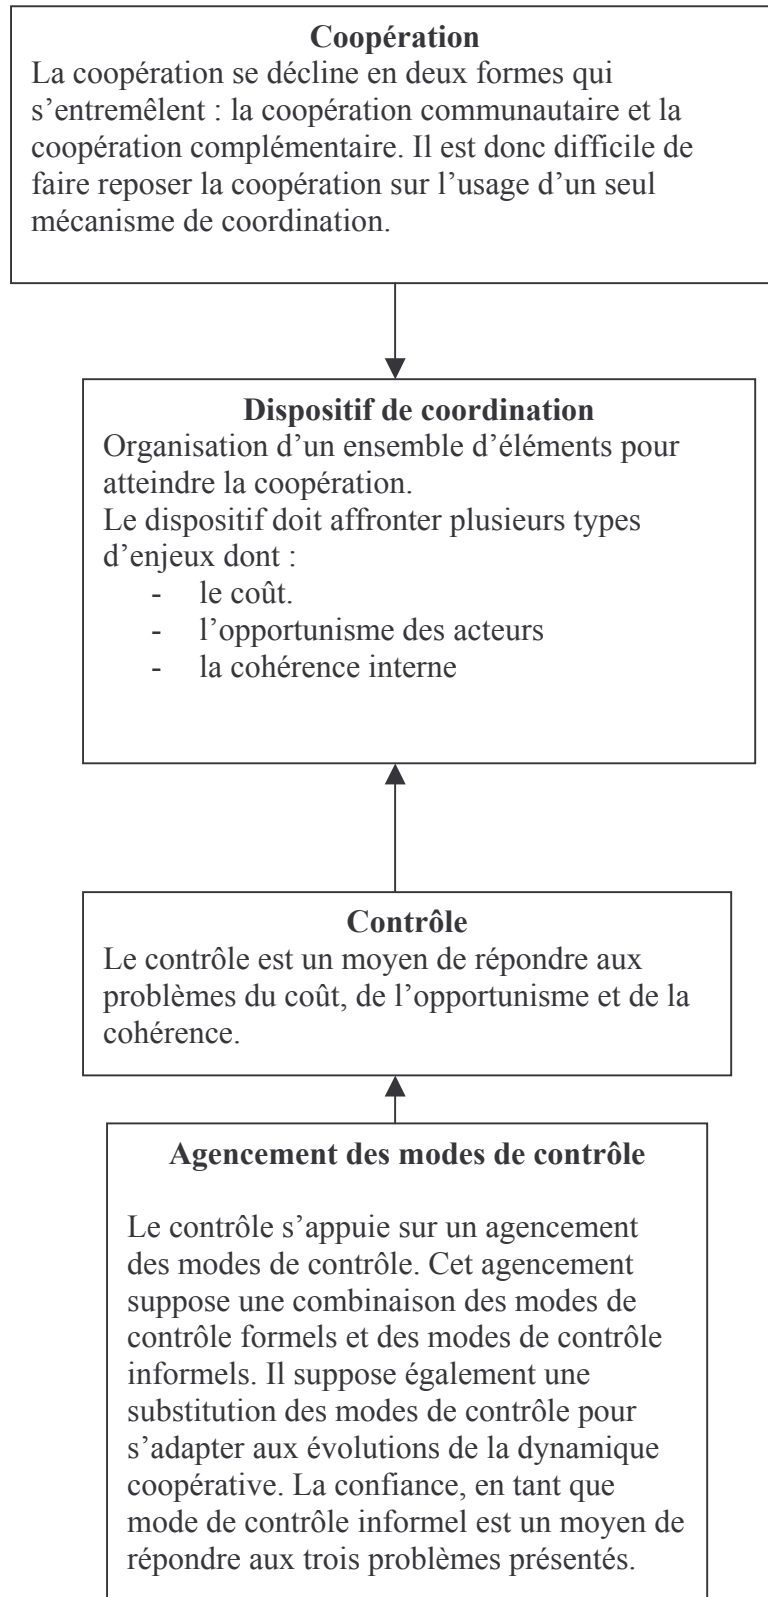 Coopération
La coopération se décline en deux formes qui
s’entremêlent : la coopération communautaire et la
coopération complémentaire. Il est donc difficile de
faire reposer la coopération sur l’usage d’un seul
mécanisme de coordination.
Dispositif de coordination
Organisation d’un ensemble d’éléments pour
atteindre la coopération.
Le dispositif doit affronter plusieurs types
d’enjeux dont :
- le coût.
- l’opportunisme des acteurs
- la cohérence interne
Contrôle
Le contrôle est un moyen de répondre aux
problèmes du coût, de l’opportunisme et de la
cohérence.
Agencement des modes de contrôle
Le contrôle s’appuie sur un agencement
des modes de contrôle. Cet agencement
suppose une combinaison des modes de
contrôle formels et des modes de contrôle
informels. Il suppose également une
substitution des modes de contrôle pour
s’adapter aux évolutions de la dynamique
coopérative. La confiance, en tant que
mode de contrôle informel est un moyen de
répondre aux trois problèmes présentés.